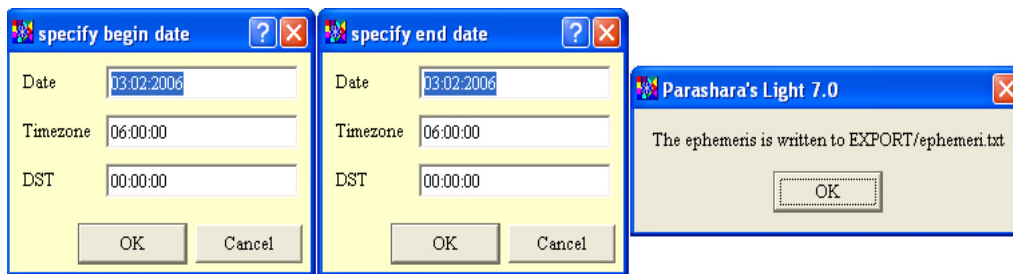 specify begin date
Date 03:02:2006
Timezone 06:00:00
DST 00:00:00
OK Cancel
specify end date
Date 03:02:2006
Timezone 06:00:00
DST 00:00:00
OK Cancel
Parashara's Light 7.0
The ephemeris is written to EXPORT/ephemeri.txt
OK